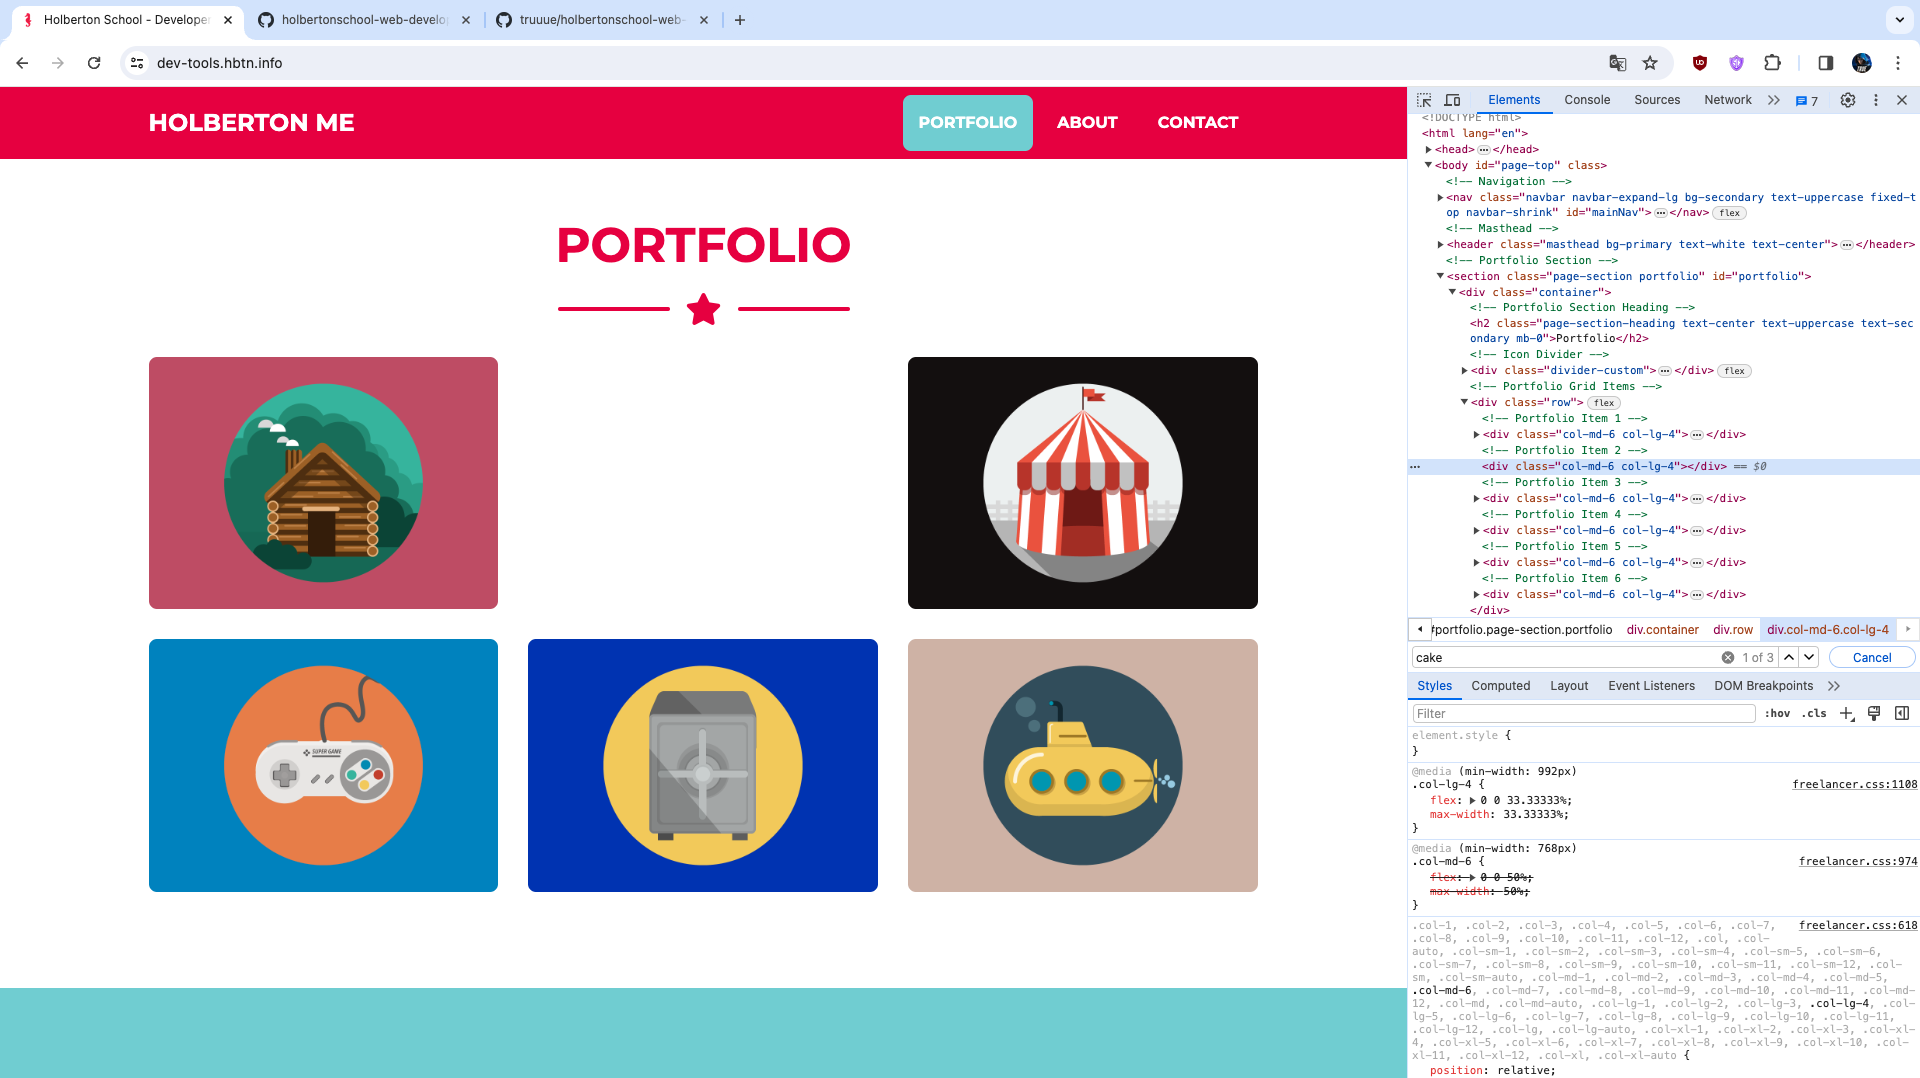 Holberton School - Develope
holbertonschool-web-develo
truuue/holbertonschool-web-
dev-tools.hbtn.info
HOLBERTON ME
PORTFOLIO
ABOUT
CONTACT
PORTFOLIO
SUPER GAME
Elements
Console
Sources
Network
7
<!DOCTYPE html>
<html lang="en">
<head>…</head>
<body id="page-top" class>
<!-- Navigation -->
<nav class="navbar navbar-expand-lg bg-secondary text-uppercase fixed-t
op navbar-shrink" id="mainNav">…</nav> flex
<!-- Masthead -->
<header class="masthead bg-primary text-white text-center">…</header>
<!-- Portfolio Section -->
<section class="page-section portfolio" id="portfolio">
<div class="container">
<!-- Portfolio Section Heading -->
<h2 class="page-section-heading text-center text-uppercase text-sec
ondary mb-0">Portfolio</h2>
<!-- Icon Divider -->
<div class="divider-custom">…</div> flex
<!-- Portfolio Grid Items -->
<div class="row"> flex
<!-- Portfolio Item 1 -->
<div class="col-md-6 col-lg-4">…</div>
<!-- Portfolio Item 2 -->
… <div class="col-md-6 col-lg-4"></div> == $0
<!-- Portfolio Item 3 -->
<div class="col-md-6 col-lg-4">…</div>
<!-- Portfolio Item 4 -->
<div class="col-md-6 col-lg-4">…</div>
<!-- Portfolio Item 5 -->
<div class="col-md-6 col-lg-4">…</div>
<!-- Portfolio Item 6 -->
<div class="col-md-6 col-lg-4">…</div>
</div>
#portfolio.page-section.portfolio div.container div.row div.col-md-6.col-lg-4
cake 1 of 3 Cancel
Styles Computed Layout Event Listeners DOM Breakpoints
Filter :hov .cls
element.style {
}
@media (min-width: 992px)
.col-lg-4 { freelancer.css:1108
flex: 0 0 33.33333%;
max-width: 33.33333%;
}
@media (min-width: 768px)
.col-md-6 { freelancer.css:974
flex: 0 0 50%;
max-width: 50%;
}
.col-1, .col-2, .col-3, .col-4, .col-5, .col-6, .col-7, freelancer.css:618
.col-8, .col-9, .col-10, .col-11, .col-12, .col, .col-
auto, .col-sm-1, .col-sm-2, .col-sm-3, .col-sm-4, .col-sm-5, .col-sm-6,
.col-sm-7, .col-sm-8, .col-sm-9, .col-sm-10, .col-sm-11, .col-sm-12, .col-
sm, .col-sm-auto, .col-md-1, .col-md-2, .col-md-3, .col-md-4, .col-md-5,
.col-md-6, .col-md-7, .col-md-8, .col-md-9, .col-md-10, .col-md-11, .col-md-
12, .col-md, .col-md-auto, .col-lg-1, .col-lg-2, .col-lg-3, .col-lg-4, .col-
lg-5, .col-lg-6, .col-lg-7, .col-lg-8, .col-lg-9, .col-lg-10, .col-lg-11,
.col-lg-12, .col-lg, .col-lg-auto, .col-xl-1, .col-xl-2, .col-xl-3, .col-xl-
4, .col-xl-5, .col-xl-6, .col-xl-7, .col-xl-8, .col-xl-9, .col-xl-10, .col-
xl-11, .col-xl-12, .col-xl, .col-xl-auto {
position: relative;